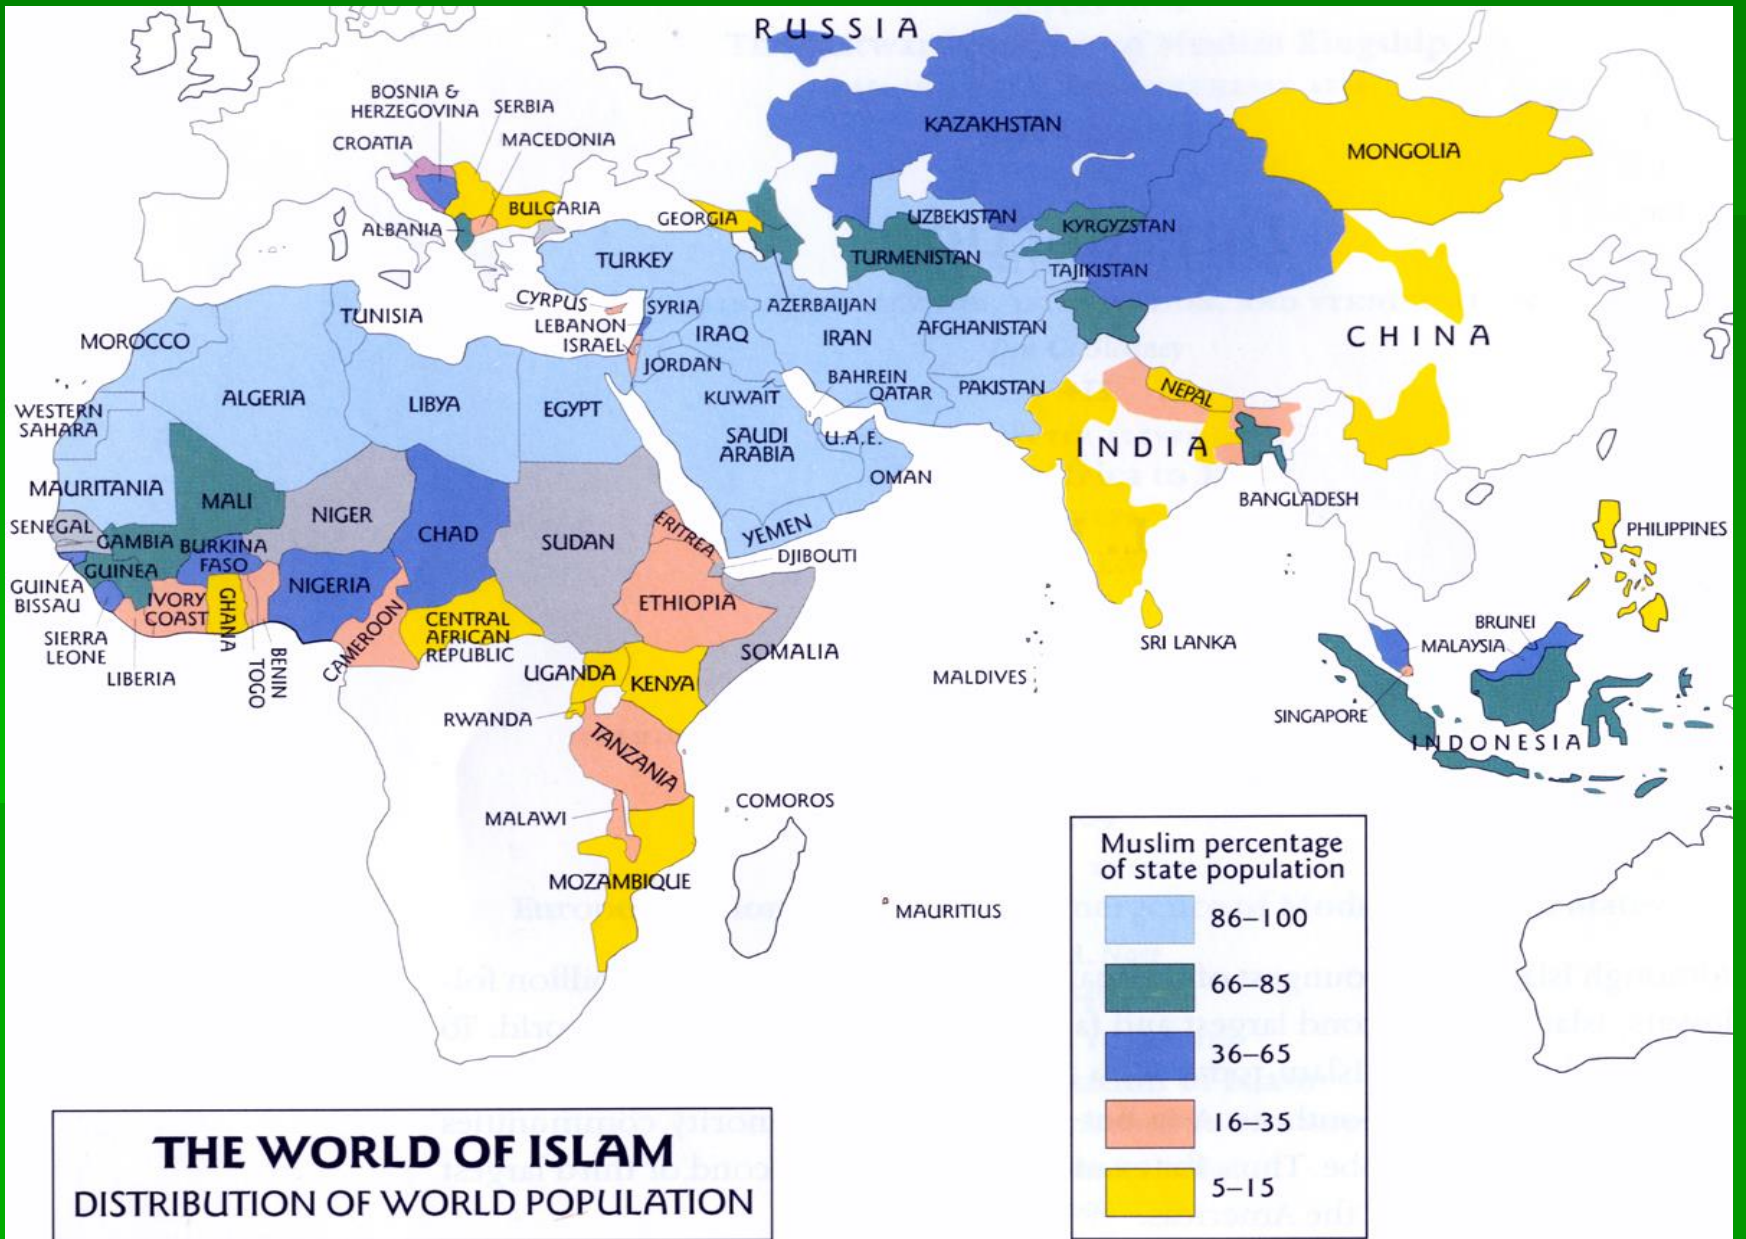 RUSSIA
BOSNIA &
HERZEGOVINA
SERBIA
CROATIA
MACEDONIA
BULGARIA
ALBANIA
GEORGIA
KAZAKHSTAN
MONGOLIA
UZBEKISTAN
KYRGYZSTAN
TURMENISTAN
TAJIKISTAN
TURKEY
CYRPUS
SYRIA
LEBANON
ISRAEL
IRAQ
JORDAN
AZERBAIJAN
IRAN
AFGHANISTAN
CHINA
TUNISIA
MOROCCO
ALGERIA
LIBYA
EGYPT
WESTERN
SAHARA
KUWAIT
BAHREIN
QATAR
PAKISTAN
NEPAL
SAUDI
ARABIA
U.A.E.
OMAN
YEMEN
INDIA
BANGLADESH
MAURITANIA
MALI
NIGER
CHAD
SUDAN
ERITREA
DJIBOUTI
SENEGAL
GAMBIA
BURKINA
FASO
GUINEA
GUINEA
BISSAU
NIGERIA
ETHIOPIA
IVORY
COAST
GHANA
SIERRA
LEONE
LIBERIA
TOGO
BENIN
CAMEROON
CENTRAL
AFRICAN
REPUBLIC
UGANDA
KENYA
SOMALIA
RWANDA
TANZANIA
MALAWI
COMOROS
MOZAMBIQUE
MAURITIUS
MALDIVES
SRI LANKA
PHILIPPINES
BRUNEI
MALAYSIA
SINGAPORE
INDONESIA
Muslim percentage
of state population
86–100
66–85
36–65
16–35
5–15
THE WORLD OF ISLAM
DISTRIBUTION OF WORLD POPULATION